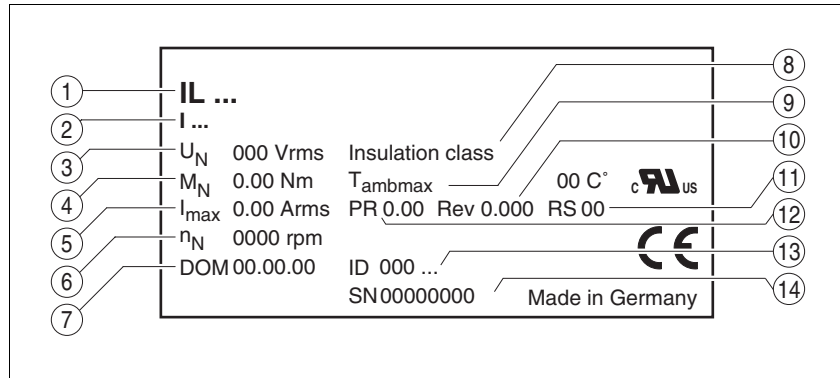 IL ...
I ...
UN 000 Vrms Insulation class
MN 0.00 Nm Tambmax 00 C°
Imax 0.00 Arms PR 0.00 Rev 0.000 RS 00
nN 0000 rpm
DOM 00.00.00 ID 000 ...
SN 00000000 Made in Germany
c RU US
CE
1
2
3
4
5
6
7
8
9
10
11
12
13
14